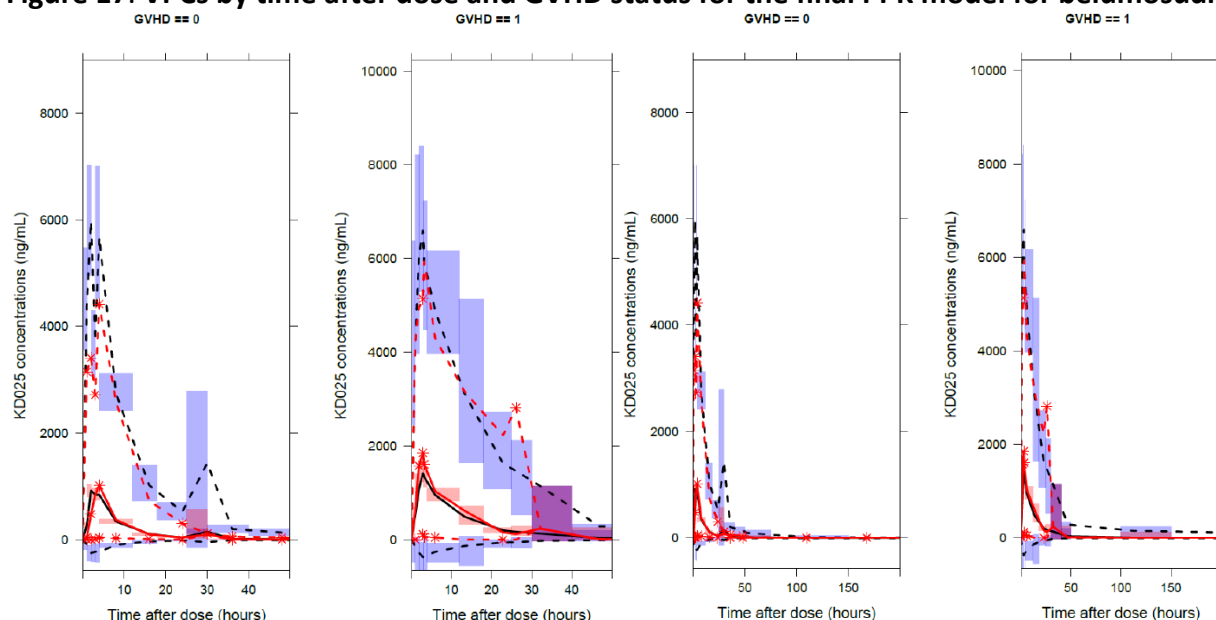 Figure 17: VPCs by time after dose and GVHD status for the final PPK model for belumosudil
GVHD == 0
8000
6000
4000
2000
0
KD025 concentrations (ng/mL)
10 20 30 40
Time after dose (hours)
GVHD == 1
10000
8000
6000
4000
2000
0
KD025 concentrations (ng/mL)
0 10 20 30 40
Time after dose (hours)
GVHD == 0
8000
6000
4000
2000
0
KD025 concentrations (ng/mL)
50 100 150
Time after dose (hours)
GVHD == 1
10000
8000
6000
4000
2000
0
KD025 concentrations (ng/mL)
0 50 100 150
Time after dose (hours)